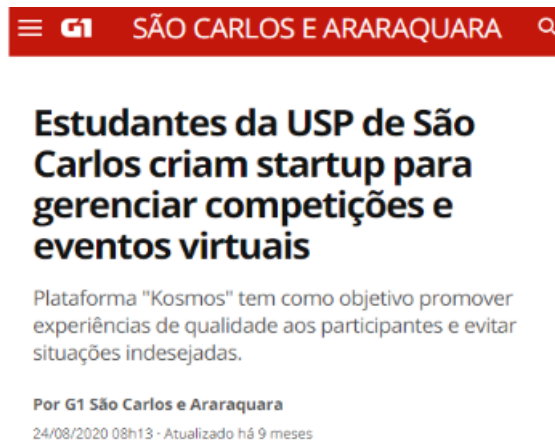 G1 SÃO CARLOS E ARARAQUARA
Estudantes da USP de São
Carlos criam startup para
gerenciar competições e
eventos virtuais
Plataforma "Kosmos" tem como objetivo promover
experiências de qualidade aos participantes e evitar
situações indesejadas.
Por G1 São Carlos e Araraquara
24/08/2020 08h13 · Atualizado há 9 meses